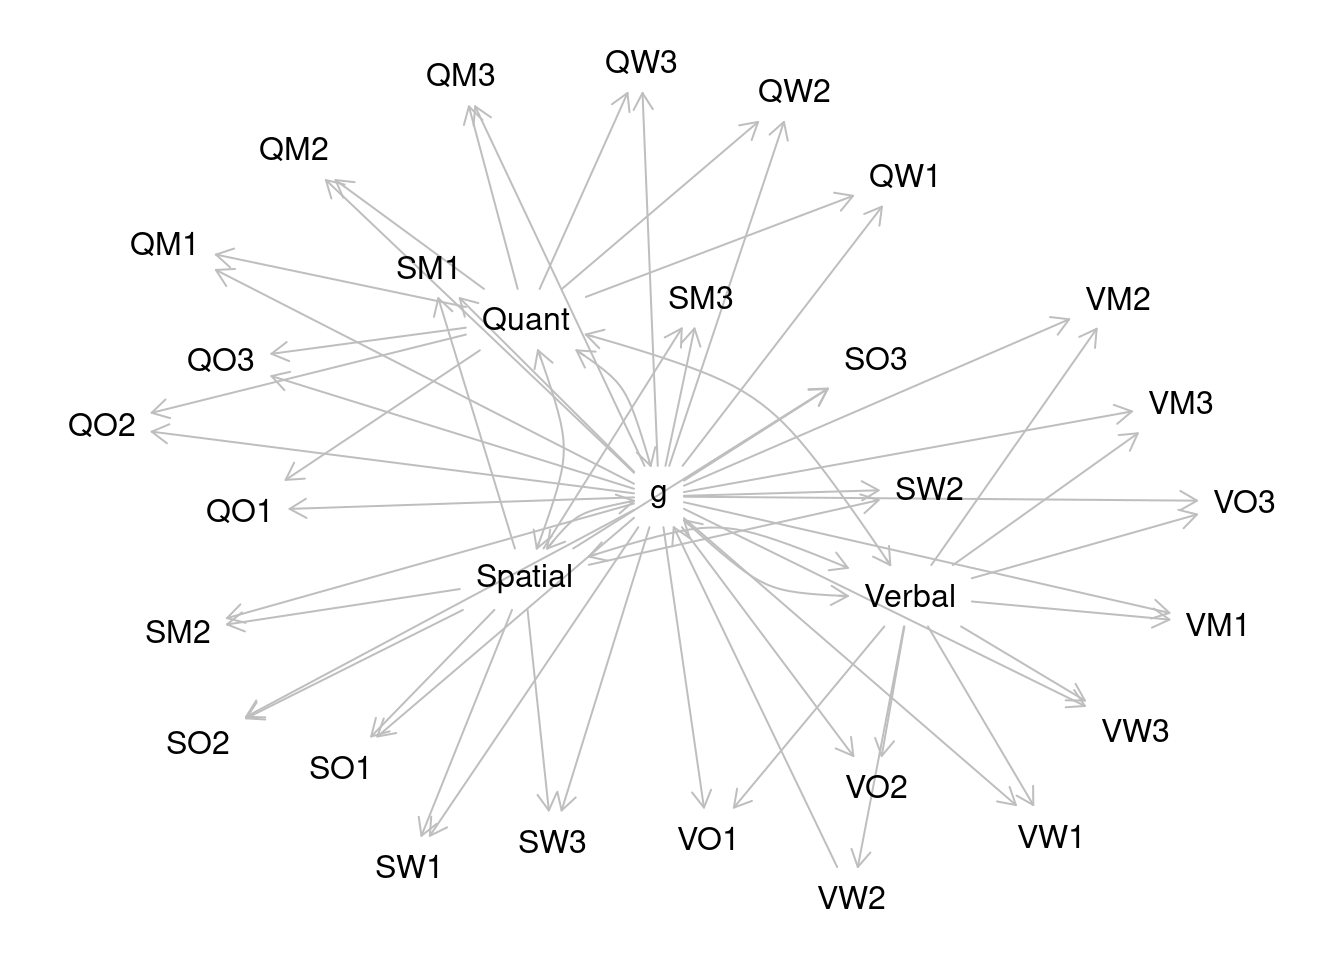 QW3
QM3
QW2
QM2
QW1
QM1
SM1
SM3
VM2
Quant
QO3
SO3
VM3
QO2
SW2
g
VO3
QO1
Spatial
Verbal
VM1
SM2
VW3
SO2
SO1
VO2
VW1
VO1
SW3
SW1
VW2